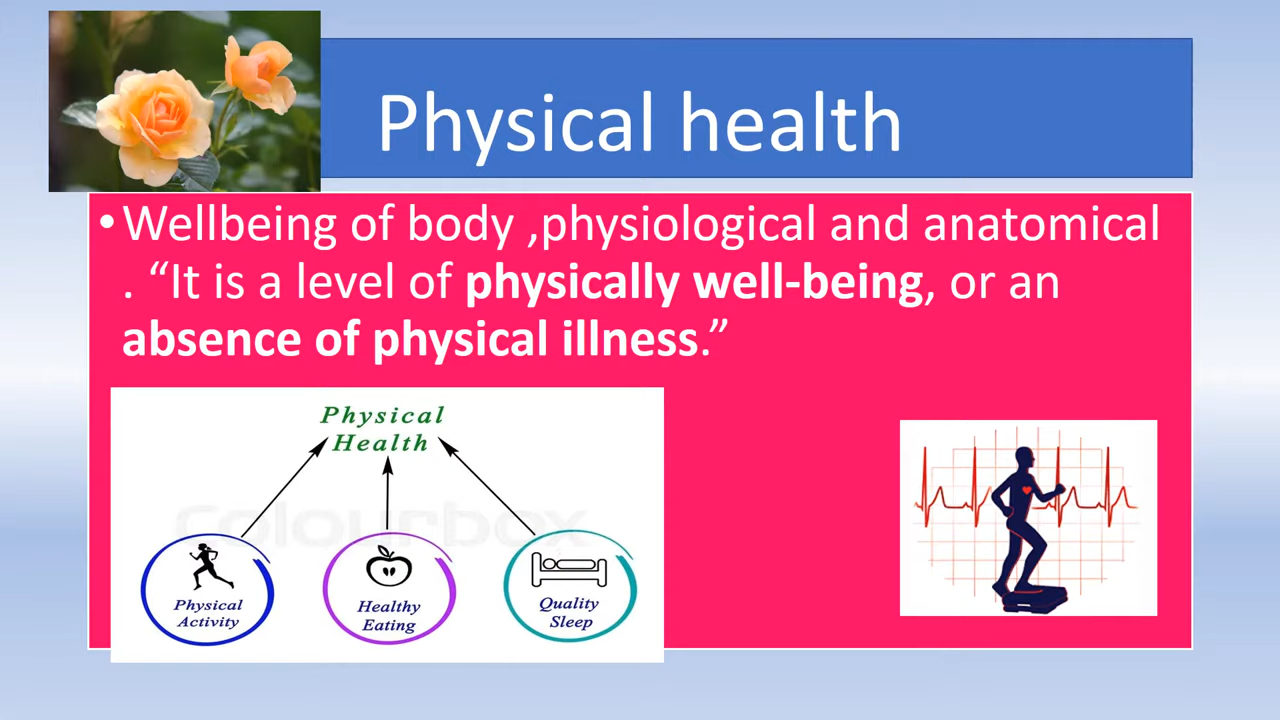 Physical health
•Wellbeing of body ,physiological and anatomical
. “It is a level of physically well-being, or an
absence of physical illness.”
Physical
Health
colourbox
Physical
Activity
Healthy
Eating
Quality
Sleep